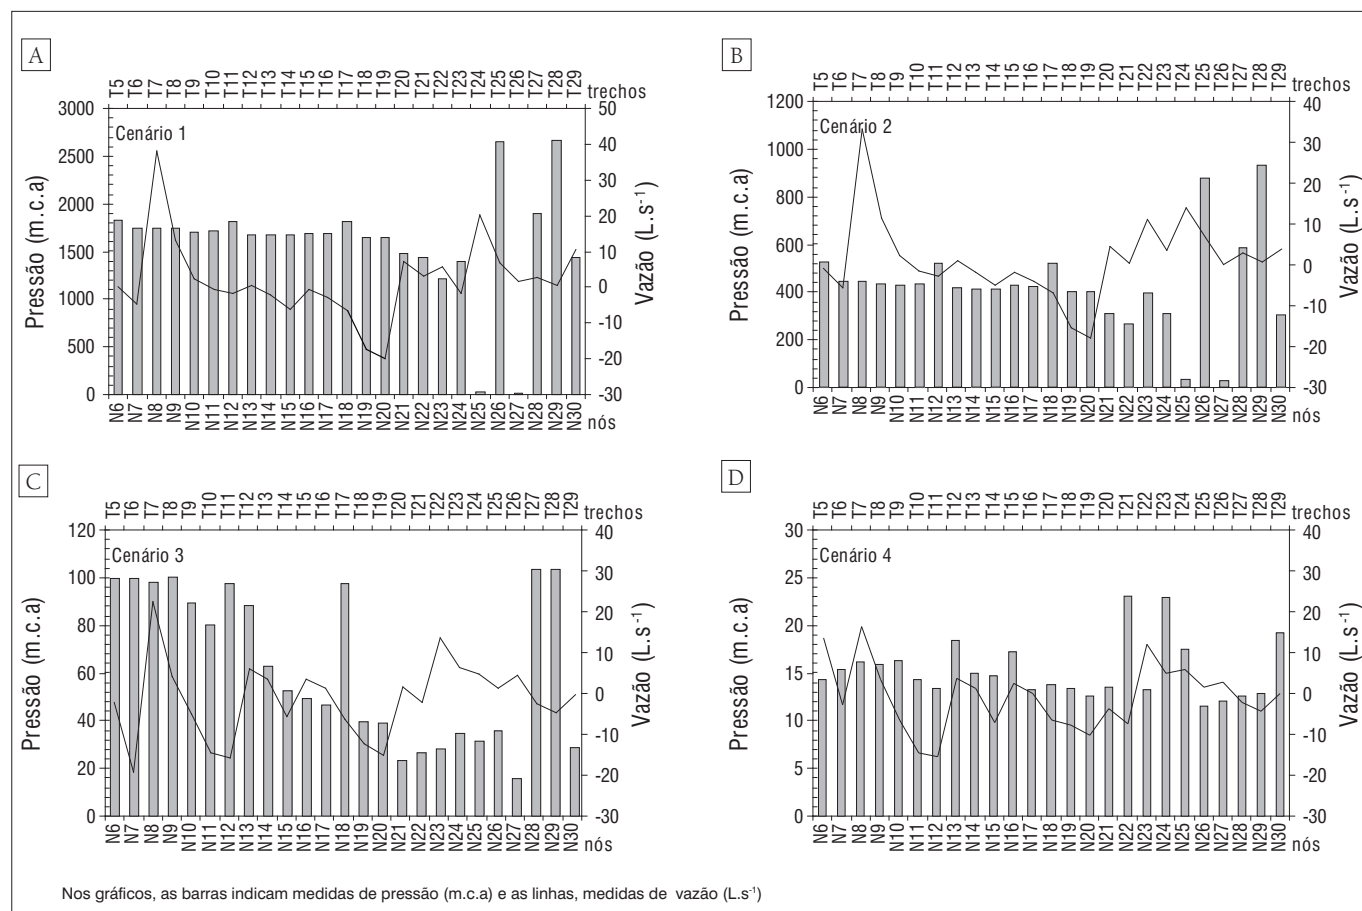 A
T5 T6 T7 T8 T9 T10 T11 T12 T13 T14 T15 T16 T17 T18 T19 T20 T21 T22 T23 T24 T25 T26 T27 T28 T29 trechos
Cenário 1
Pressão (m.c.a)
3000 2500 2000 1500 1000 500 0
50 40 30 20 10 0 -10 -20 -30
Vazão (L.s-1)
N6 N7 N8 N9 N10 N11 N12 N14 N15 N16 N17 N18 N19 N20 N21 N22 N23 N24 N25 N26 N27 N28 N29 N30 nós
B
T5 T6 T7 T8 T9 T10 T11 T12 T13 T14 T15 T16 T17 T18 T19 T20 T21 T22 T23 T24 T25 T26 T27 T28 T29 trechos
Cenário 2
Pressão (m.c.a)
1200 1000 800 600 400 200 0
40 30 20 10 0 -10 -20 -30
Vazão (L.s-1)
N6 N7 N8 N9 N10 N11 N12 N13 N14 N15 N16 N17 N18 N19 N20 N21 N22 N23 N24 N25 N26 N27 N28 N29 N30 nós
C
T5 T6 T7 T8 T9 T10 T11 T12 T13 T14 T15 T16 T17 T18 T19 T20 T21 T22 T23 T24 T25 T26 T27 T28 T29 trechos
Cenário 3
Pressão (m.c.a)
120 100 80 60 40 20 0
40 30 20 10 0 -10 -20 -30
Vazão (L.s-1)
N6 N7 N8 N9 N10 N11 N12 N13 N14 N15 N16 N17 N18 N19 N20 N21 N22 N23 N24 N25 N26 N27 N28 N29 N30 nós
D
T5 T6 T7 T8 T9 T10 T11 T12 T13 T14 T15 T16 T17 T18 T19 T20 T21 T22 T23 T24 T25 T26 T27 T28 T29 trechos
Cenário 4
Pressão (m.c.a)
30 25 20 15 10 5 0
40 30 20 10 0 -10 -20 -30
Vazão (L.s-1)
N6 N7 N8 N9 N10 N11 N12 N13 N14 N15 N16 N17 N18 N19 N20 N21 N22 N23 N24 N25 N26 N27 N28 N29 N30 nós
Nos gráficos, as barras indicam medidas de pressão (m.c.a) e as linhas, medidas de vazão (L.s-1)